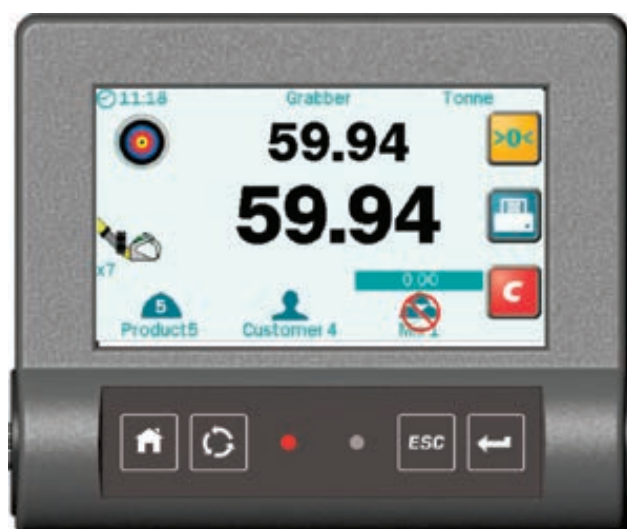 11:18 Grabber Tonne
59.94
>0<
59.94
x7
0.00
C
5
Product5 Customer 4
ESC